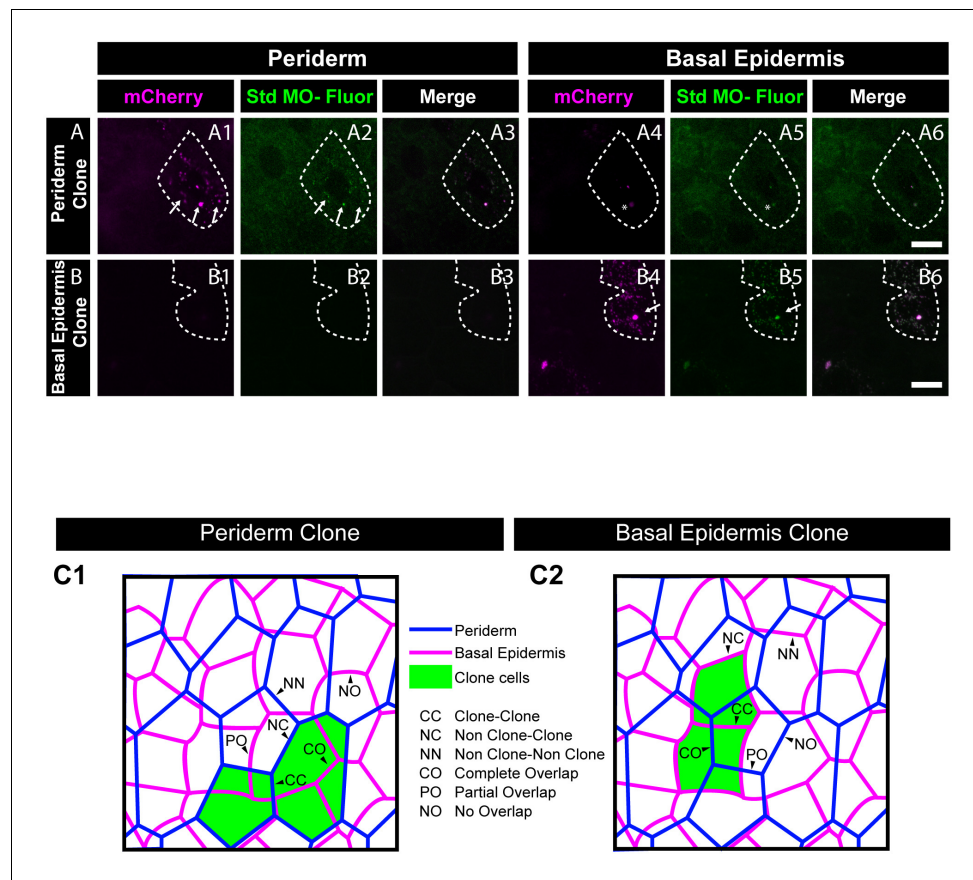 Periderm Basal Epidermis
mCherry Std MO- Fluor Merge mCherry Std MO- Fluor Merge
A Periderm Clone A1 A2 A3 A4 * A5 * A6
B Basal Epidermis Clone B1 B2 B3 B4 B5 B6
Periderm Clone Basal Epidermis Clone
C1 C2
NN NO NC PO CO CC
Periderm
Basal Epidermis
Clone cells
CC Clone-Clone
NC Non Clone-Clone
NN Non Clone-Non Clone
CO Complete Overlap
PO Partial Overlap
NO No Overlap
NC NN CC NO CO PO